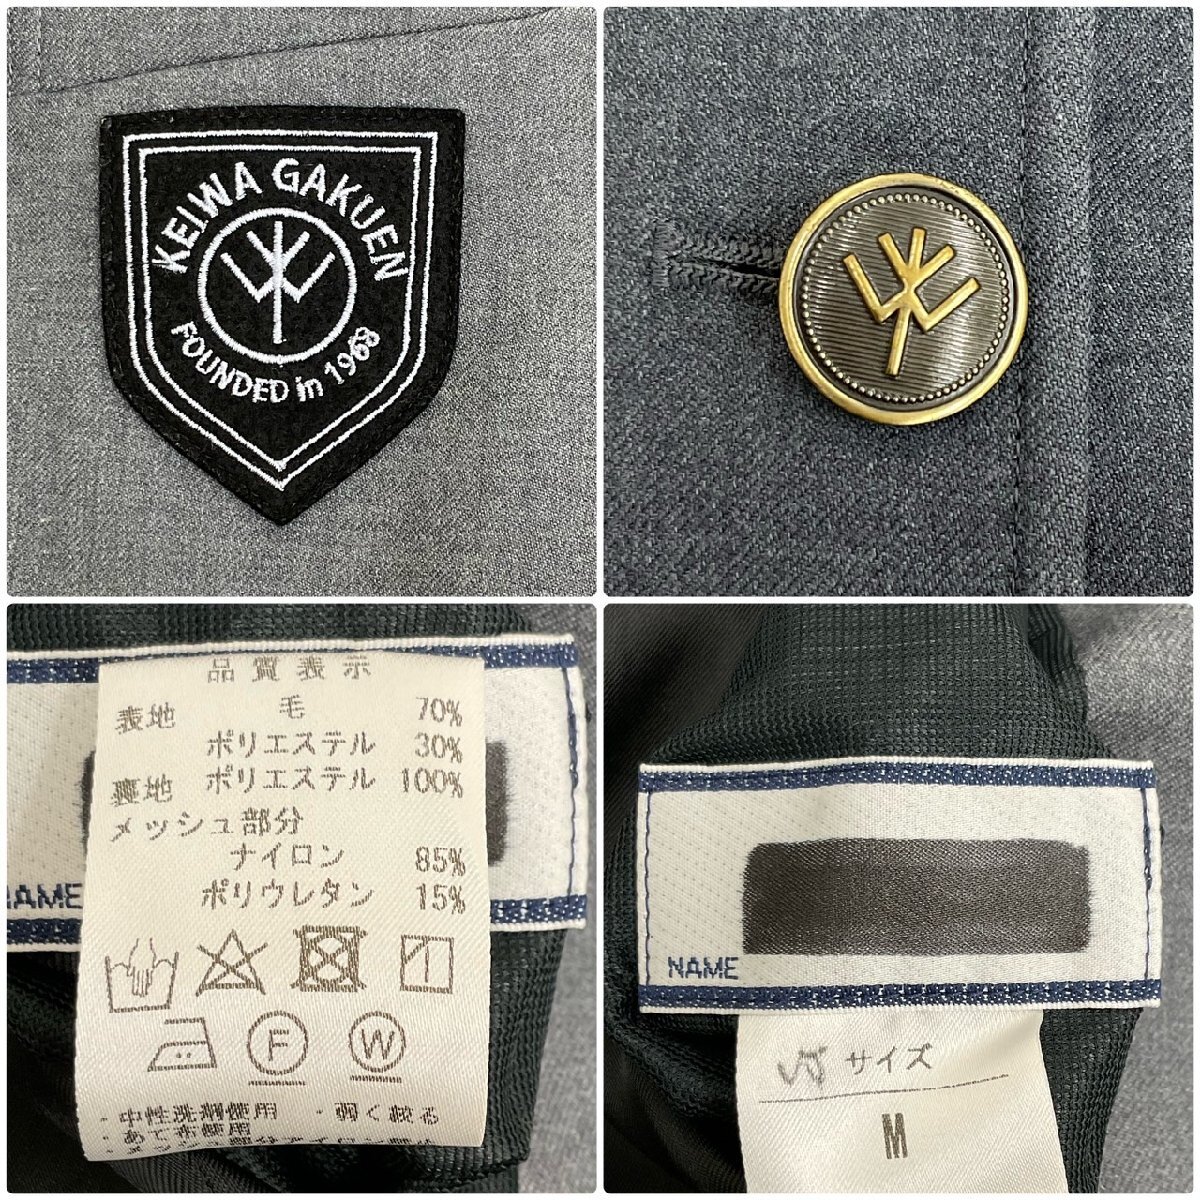 KEIWA GAKUEN
FOUNDED in 1968
品質表示
表地 毛 70%
ポリエステル 30%
裏地 ポリエステル 100%
メッシュ部分
ナイロン 85%
ポリウレタン 15%
NAME
F W
・中性洗剤使用 ・弱く絞る
・あて布使用
NAME
サイズ
M